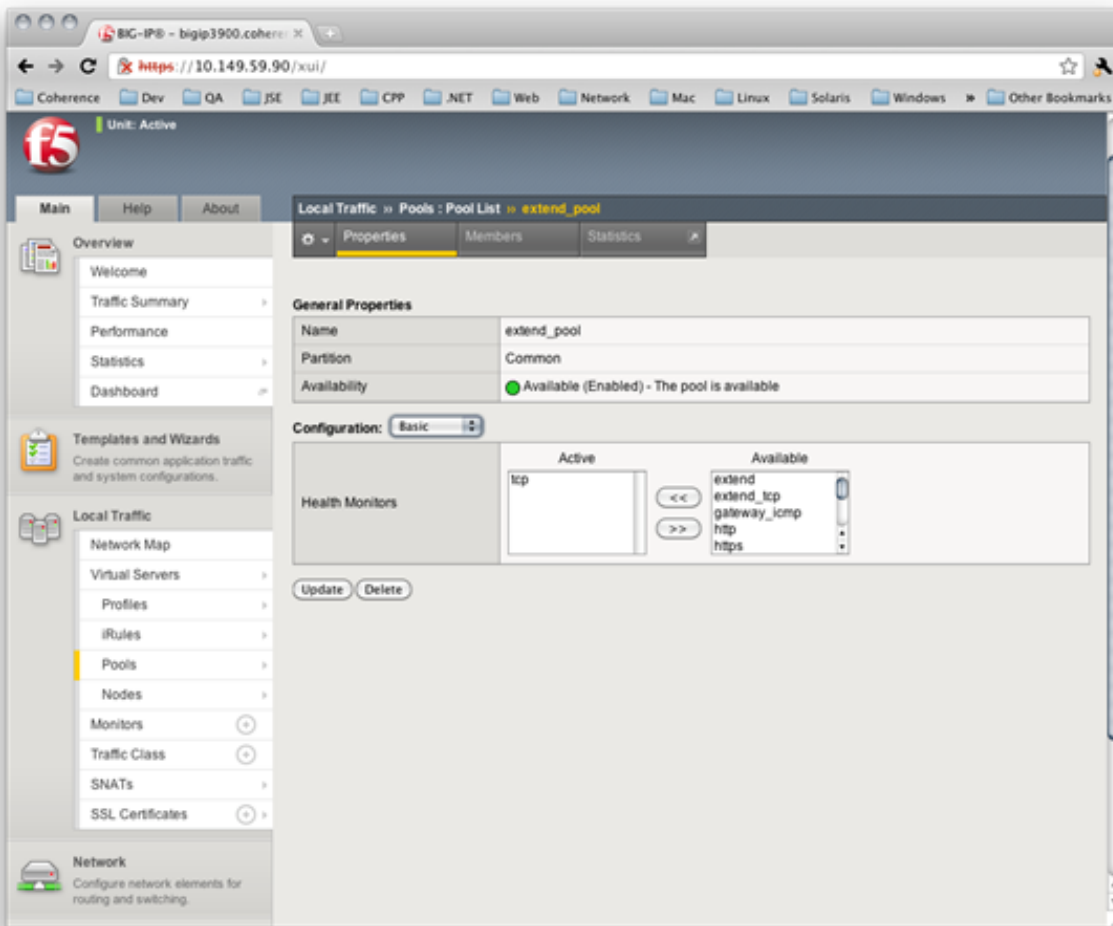 BIG-IP® – bigip3900.cohere
https://10.149.59.90/xui/
Coherence Dev QA JSE JEE CPP .NET Web Network Mac Linux Solaris Windows » Other Bookmarks
f5
Unit: Active
Main Help About
Local Traffic » Pools : Pool List » extend_pool
Properties Members Statistics
Overview
Welcome
Traffic Summary
Performance
Statistics
Dashboard
Templates and Wizards
Create common application traffic
and system configurations.
Local Traffic
Network Map
Virtual Servers
Profiles
iRules
Pools
Nodes
Monitors
Traffic Class
SNATs
SSL Certificates
Network
Configure network elements for
routing and switching.
General Properties
Name extend_pool
Partition Common
Availability Available (Enabled) - The pool is available
Configuration: Basic
Health Monitors
Active
tcp
<< 
>>
Available
extend
extend_tcp
gateway_icmp
http
https
Update Delete